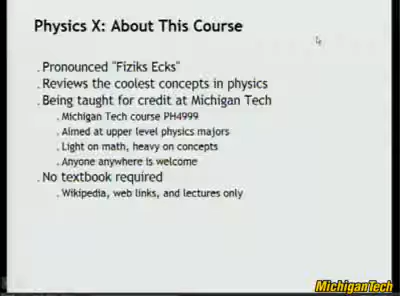 Physics X: About This Course
. Pronounced "Fiziks Ecks"
. Reviews the coolest concepts in physics
. Being taught for credit at Michigan Tech
. Michigan Tech course PH4999
. Aimed at upper level physics majors
. Light on math, heavy on concepts
. Anyone anywhere is welcome
. No textbook required
. Wikipedia, web links, and lectures only
MichiganTech